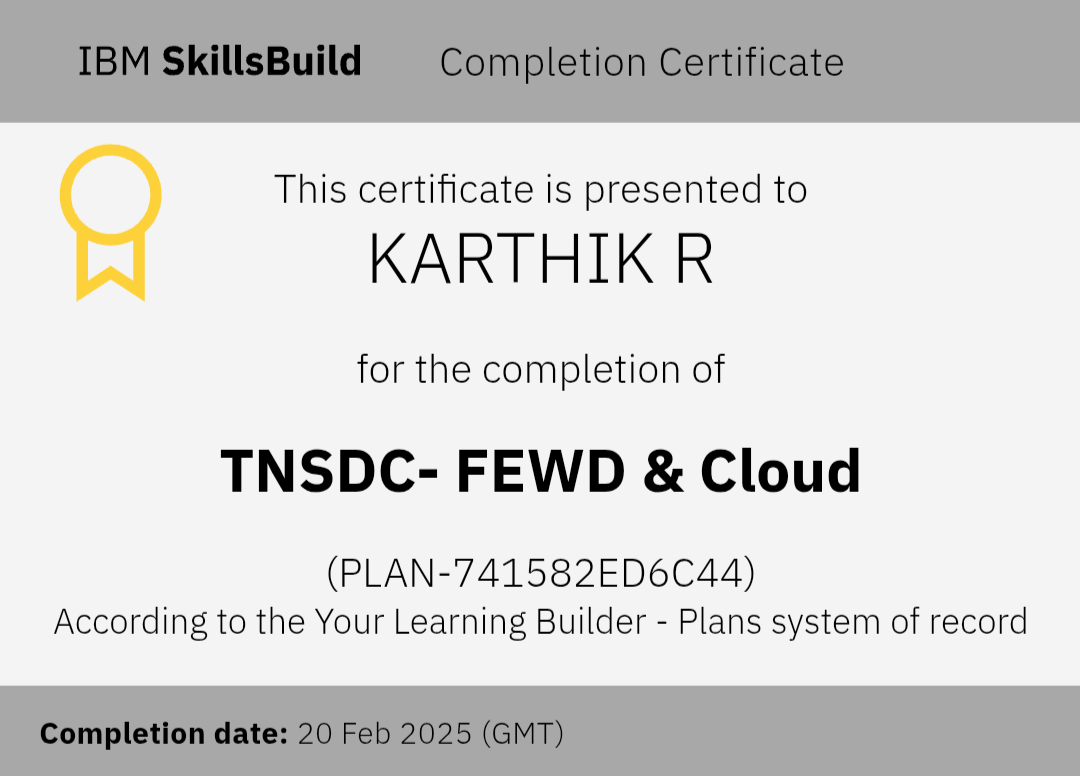 IBM SkillsBuild Completion Certificate
This certificate is presented to
KARTHIK R
for the completion of
TNSDC- FEWD & Cloud
(PLAN-741582ED6C44)
According to the Your Learning Builder - Plans system of record
Completion date: 20 Feb 2025 (GMT)